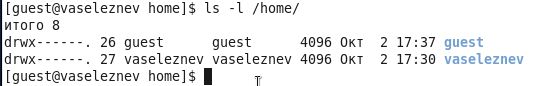 [guest@vaseleznev home]$ ls -l /home/
итого 8
drwx------. 26 guest      guest      4096 Окт  2 17:37 guest
drwx------. 27 vaseleznev vaseleznev 4096 Окт  2 17:30 vaseleznev
[guest@vaseleznev home]$